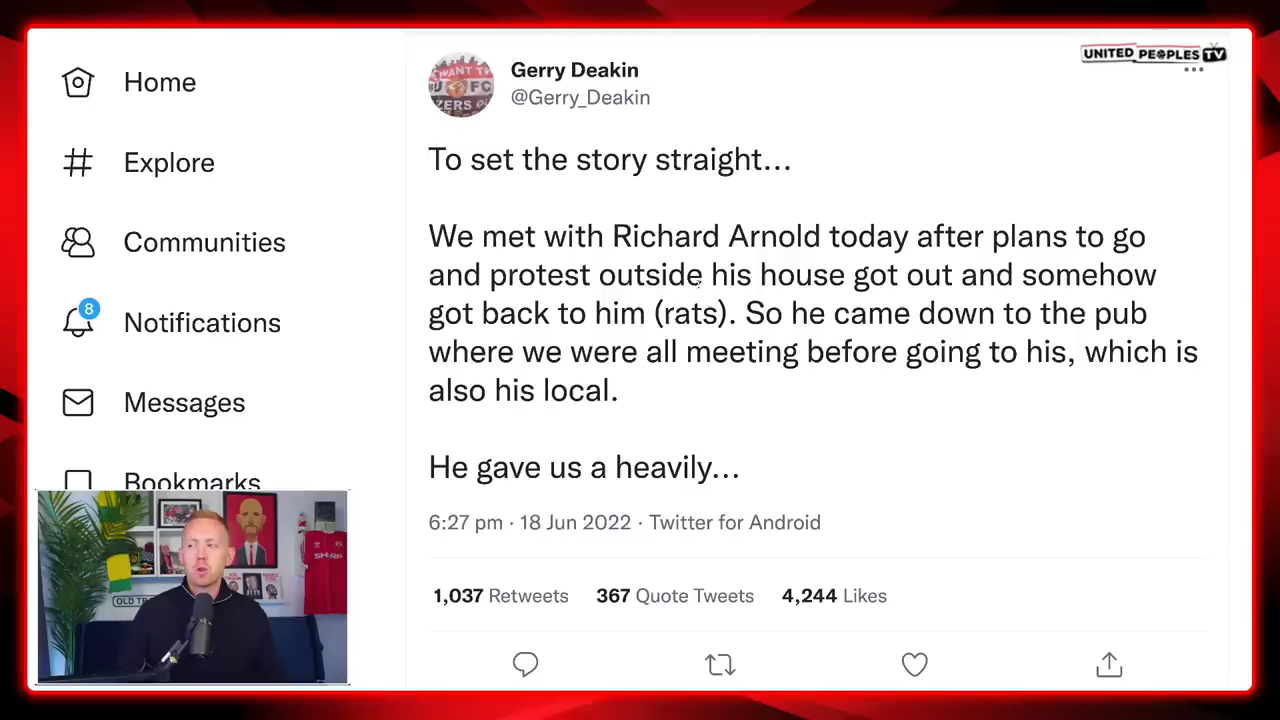 Home
Explore
Communities
8
Notifications
Messages
Bookmarks
UNITED PEOPLES TV
Gerry Deakin
@Gerry_Deakin
To set the story straight...
We met with Richard Arnold today after plans to go
and protest outside his house got out and somehow
got back to him (rats). So he came down to the pub
where we were all meeting before going to his, which is
also his local.
He gave us a heavily...
6:27 pm · 18 Jun 2022 · Twitter for Android
1,037 Retweets 367 Quote Tweets 4,244 Likes
SHARP
OLD TR